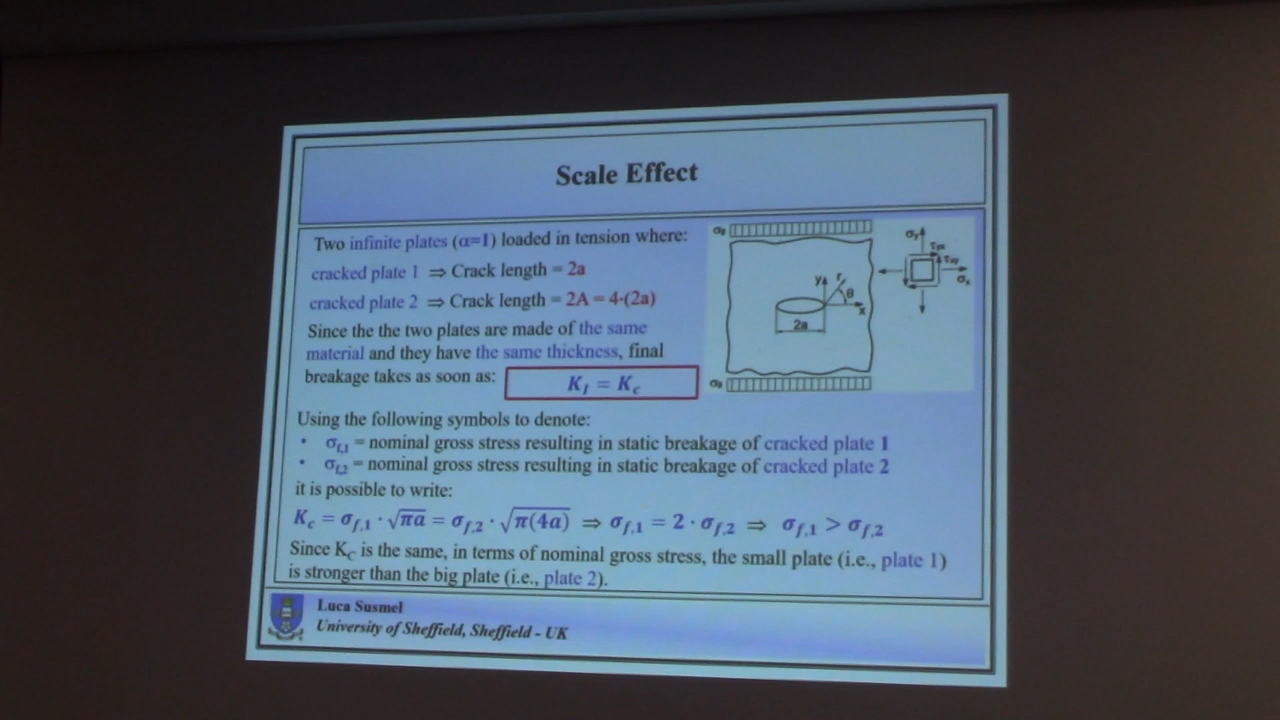 Scale Effect
Two infinite plates (α=1) loaded in tension where:
cracked plate 1 ⇒ Crack length = 2a
cracked plate 2 ⇒ Crack length = 2A = 4·(2a)
Since the the two plates are made of the same
material and they have the same thickness, final
breakage takes as soon as:
K_I = K_c
σg
y
r
θ
x
2a
σg
σy
τyx
τxy
σx
Using the following symbols to denote:
• σ_f,1 = nominal gross stress resulting in static breakage of cracked plate 1
• σ_f,2 = nominal gross stress resulting in static breakage of cracked plate 2
it is possible to write:
K_c = σ_f,1 · √πa = σ_f,2 · √π(4a) ⇒ σ_f,1 = 2 · σ_f,2 ⇒ σ_f,1 > σ_f,2
Since K_C is the same, in terms of nominal gross stress, the small plate (i.e., plate 1)
is stronger than the big plate (i.e., plate 2).
Luca Susmel
University of Sheffield, Sheffield - UK